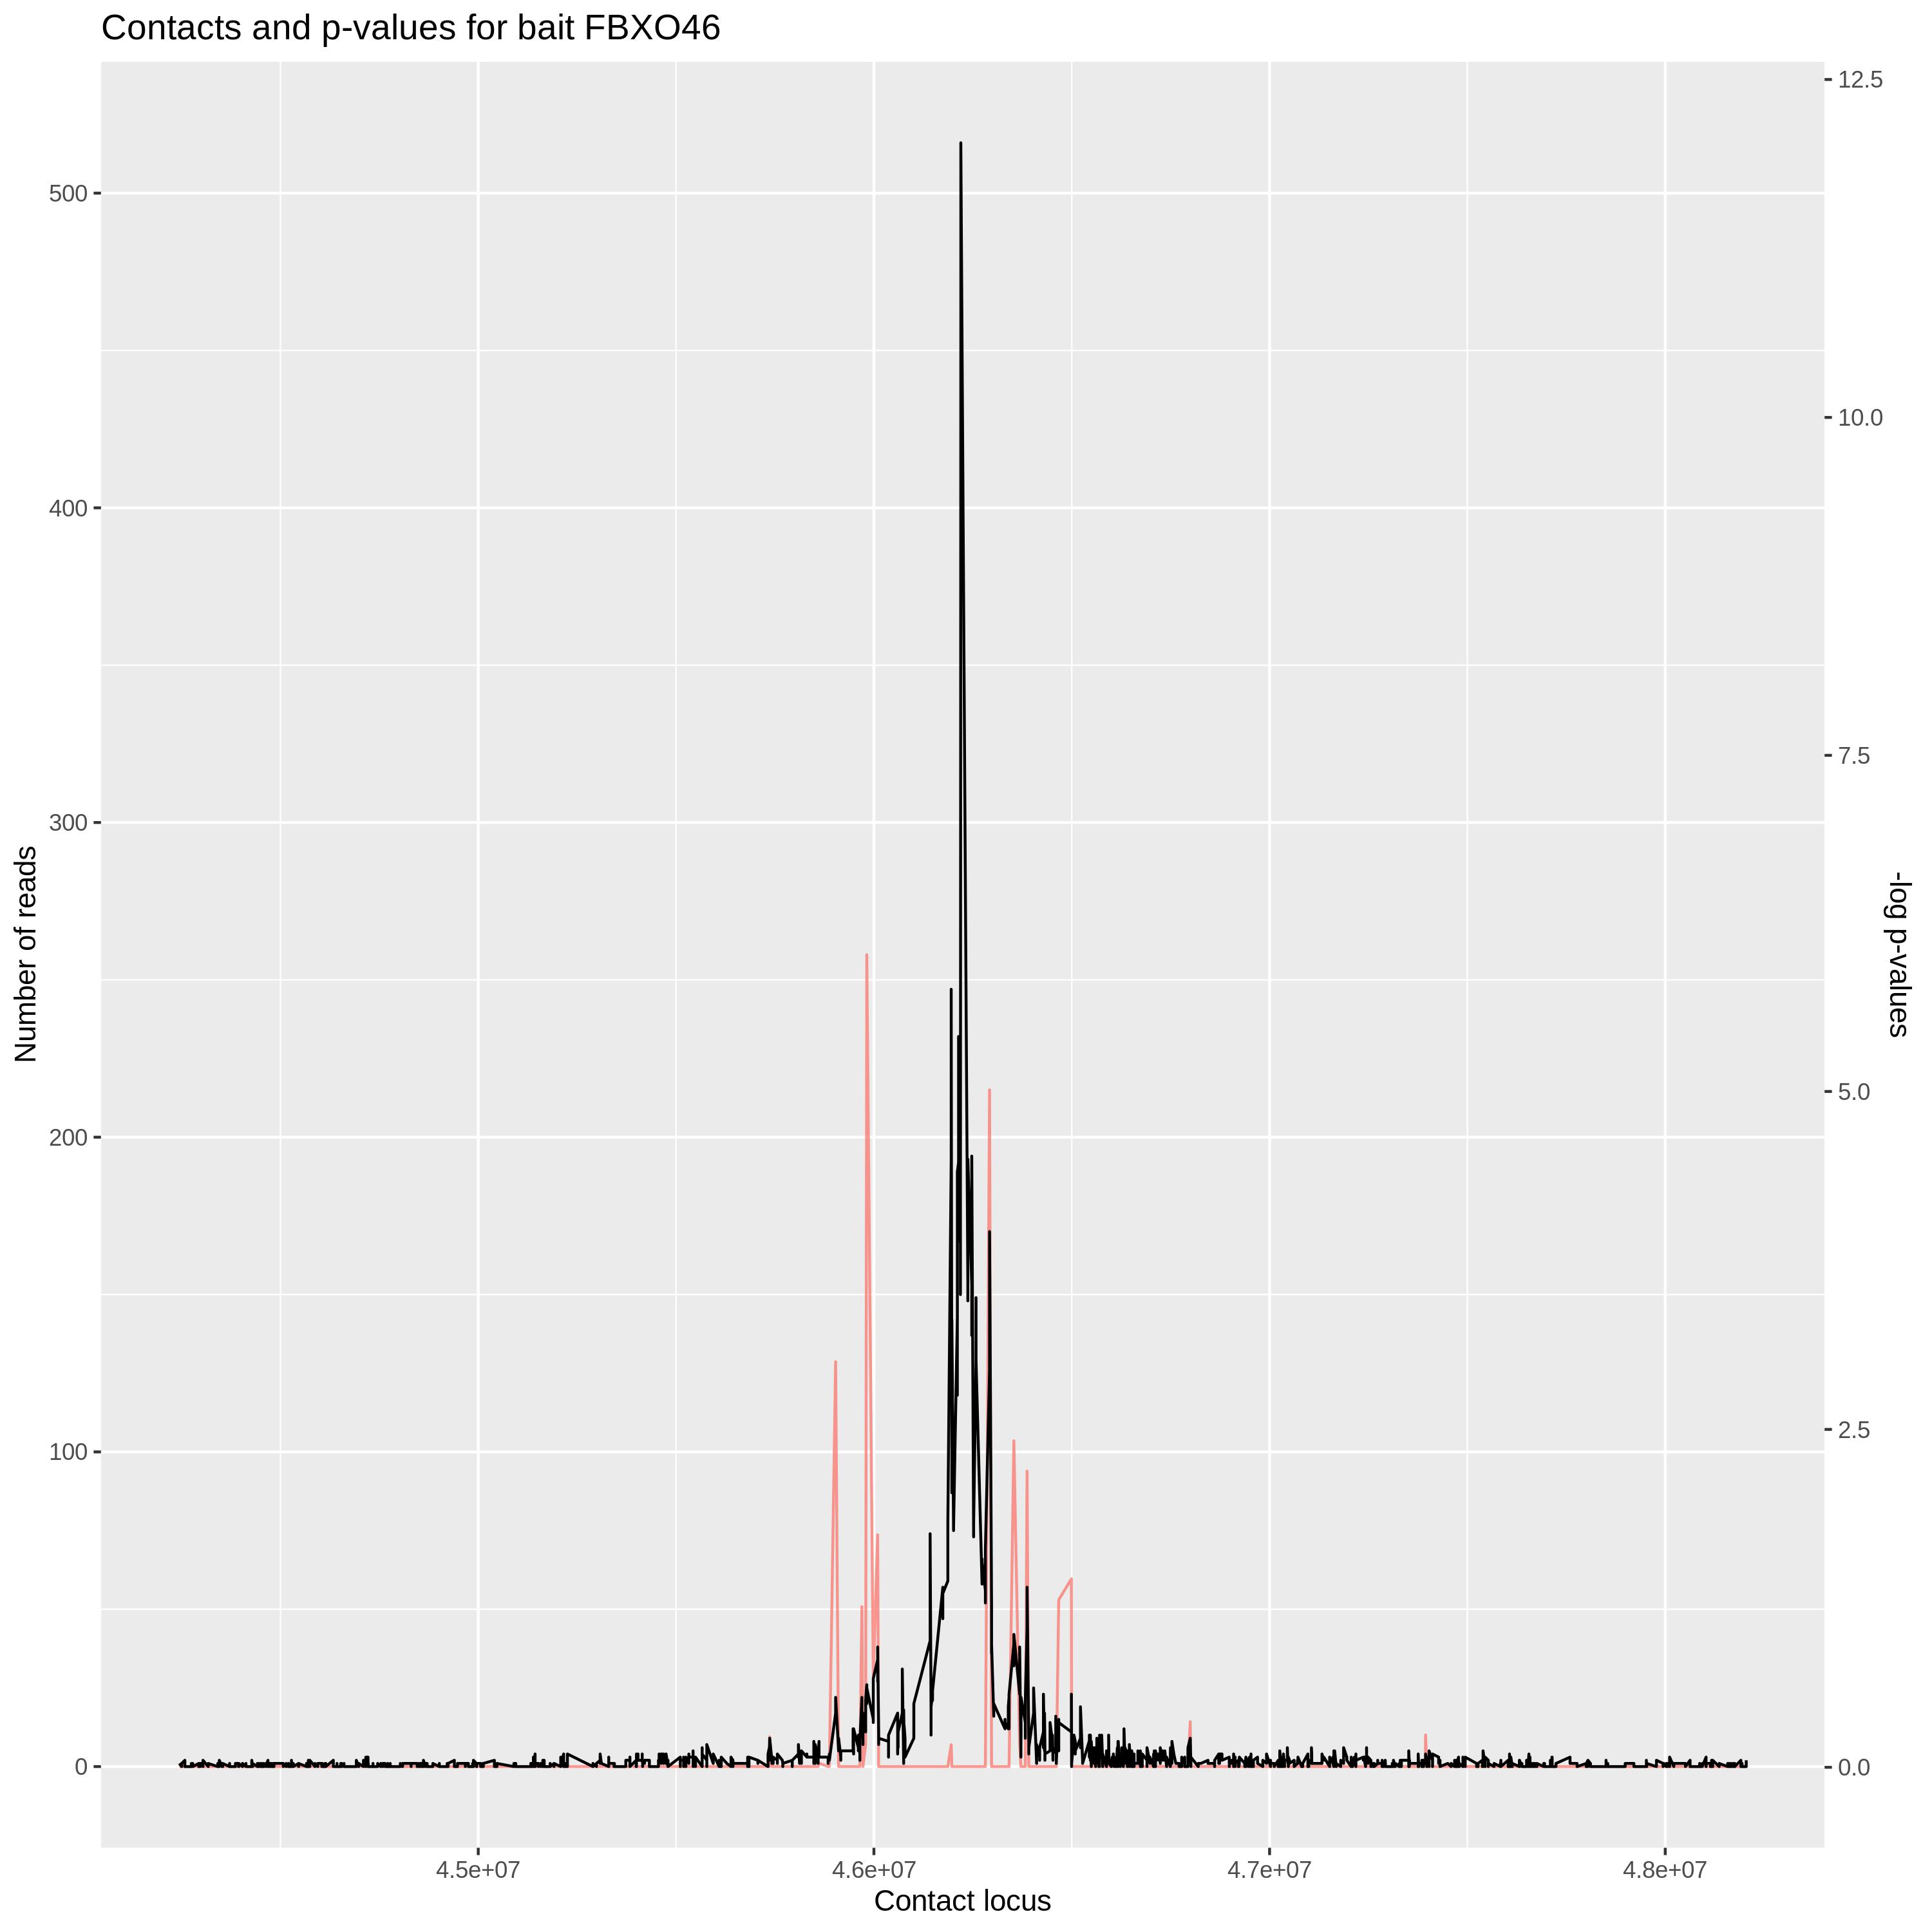 Contacts and p-values for bait FBXO46
Number of reads
500
400
300
200
100
0
12.5
10.0
7.5
5.0
2.5
0.0
-log p-values
4.5e+07
4.6e+07
4.7e+07
4.8e+07
Contact locus